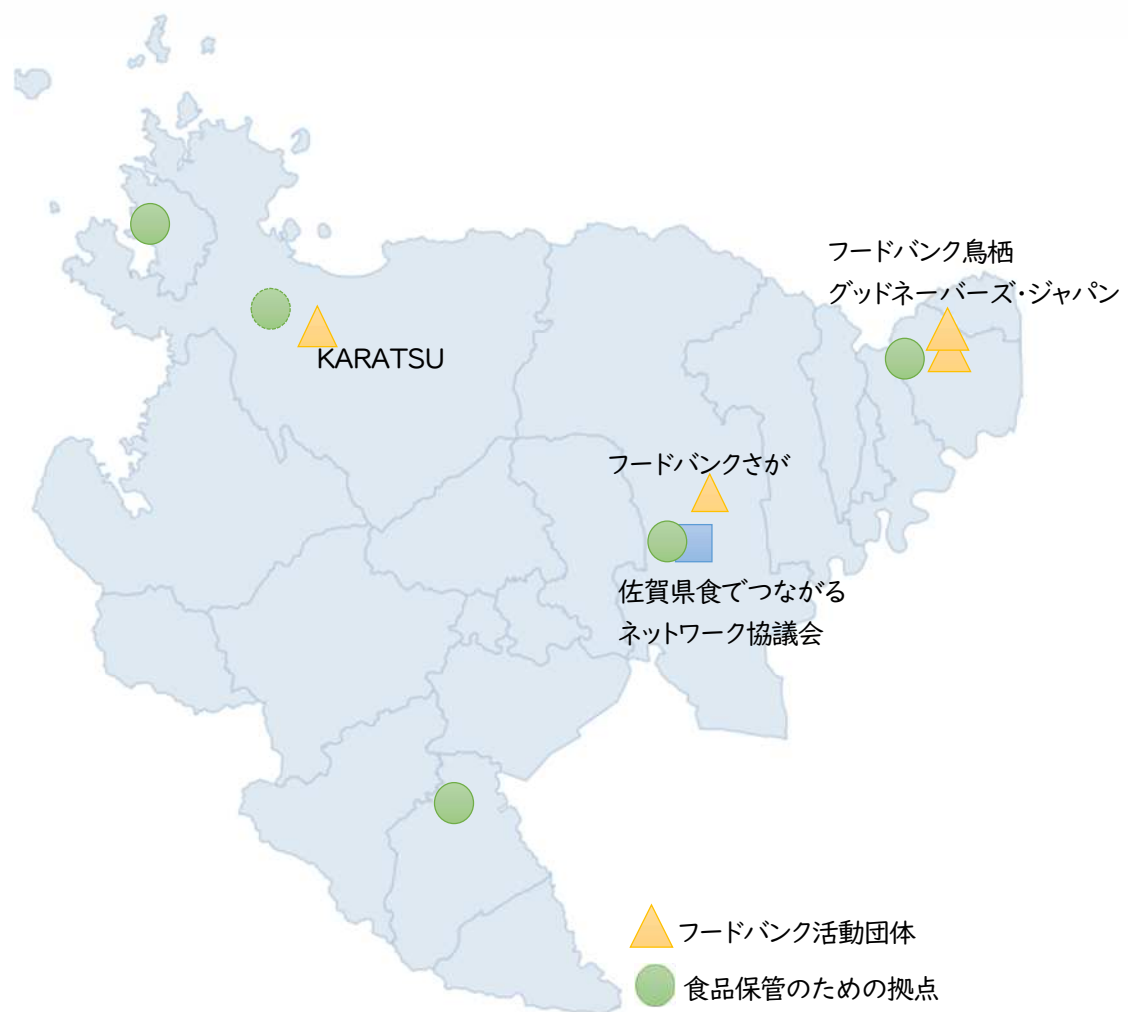 フードバンク鳥栖
グッドネーバーズ・ジャパン
KARATSU
フードバンクさが
佐賀県食でつながる
ネットワーク協議会
フードバンク活動団体
食品保管のための拠点